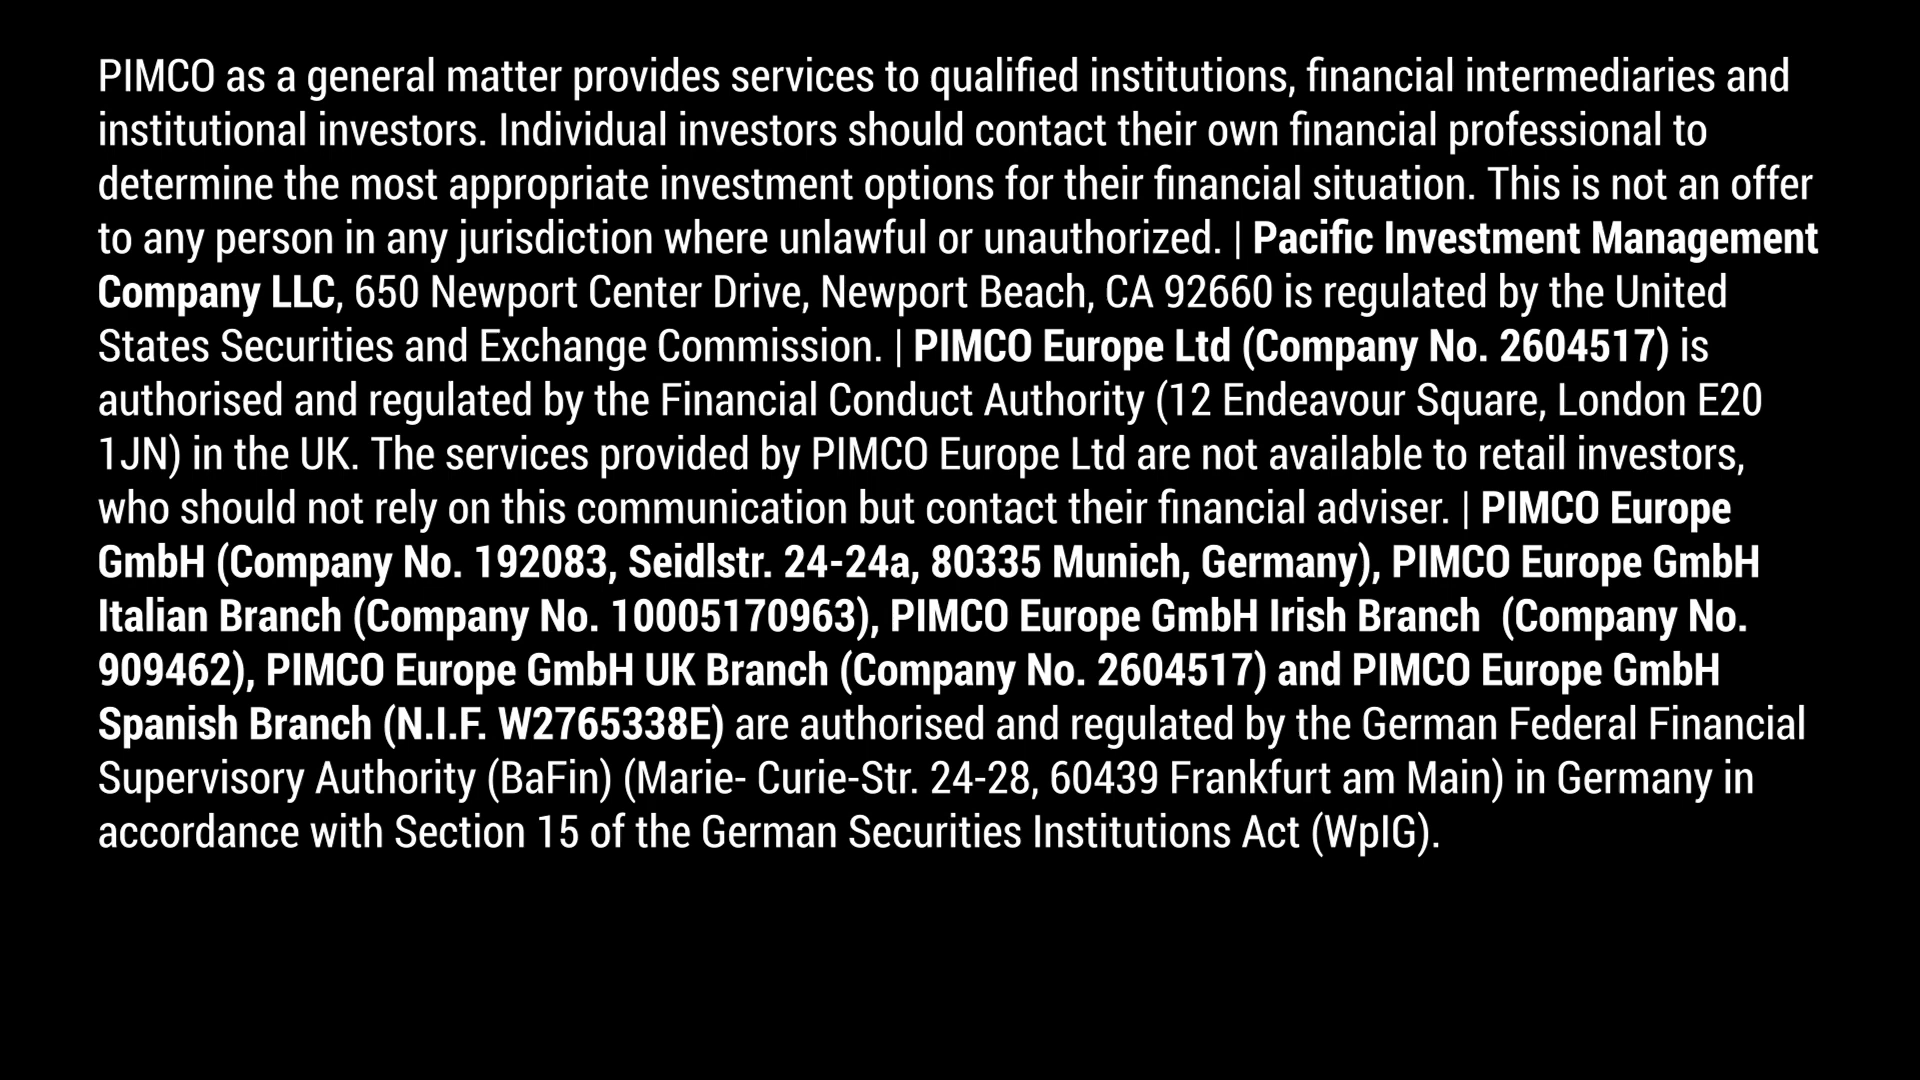 PIMCO as a general matter provides services to qualified institutions, financial intermediaries and
institutional investors. Individual investors should contact their own financial professional to
determine the most appropriate investment options for their financial situation. This is not an offer
to any person in any jurisdiction where unlawful or unauthorized. | Pacific Investment Management
Company LLC, 650 Newport Center Drive, Newport Beach, CA 92660 is regulated by the United
States Securities and Exchange Commission. | PIMCO Europe Ltd (Company No. 2604517) is
authorised and regulated by the Financial Conduct Authority (12 Endeavour Square, London E20
1JN) in the UK. The services provided by PIMCO Europe Ltd are not available to retail investors,
who should not rely on this communication but contact their financial adviser. | PIMCO Europe
GmbH (Company No. 192083, Seidlstr. 24-24a, 80335 Munich, Germany), PIMCO Europe GmbH
Italian Branch (Company No. 10005170963), PIMCO Europe GmbH Irish Branch  (Company No.
909462), PIMCO Europe GmbH UK Branch (Company No. 2604517) and PIMCO Europe GmbH
Spanish Branch (N.I.F. W2765338E) are authorised and regulated by the German Federal Financial
Supervisory Authority (BaFin) (Marie- Curie-Str. 24-28, 60439 Frankfurt am Main) in Germany in
accordance with Section 15 of the German Securities Institutions Act (WpIG).